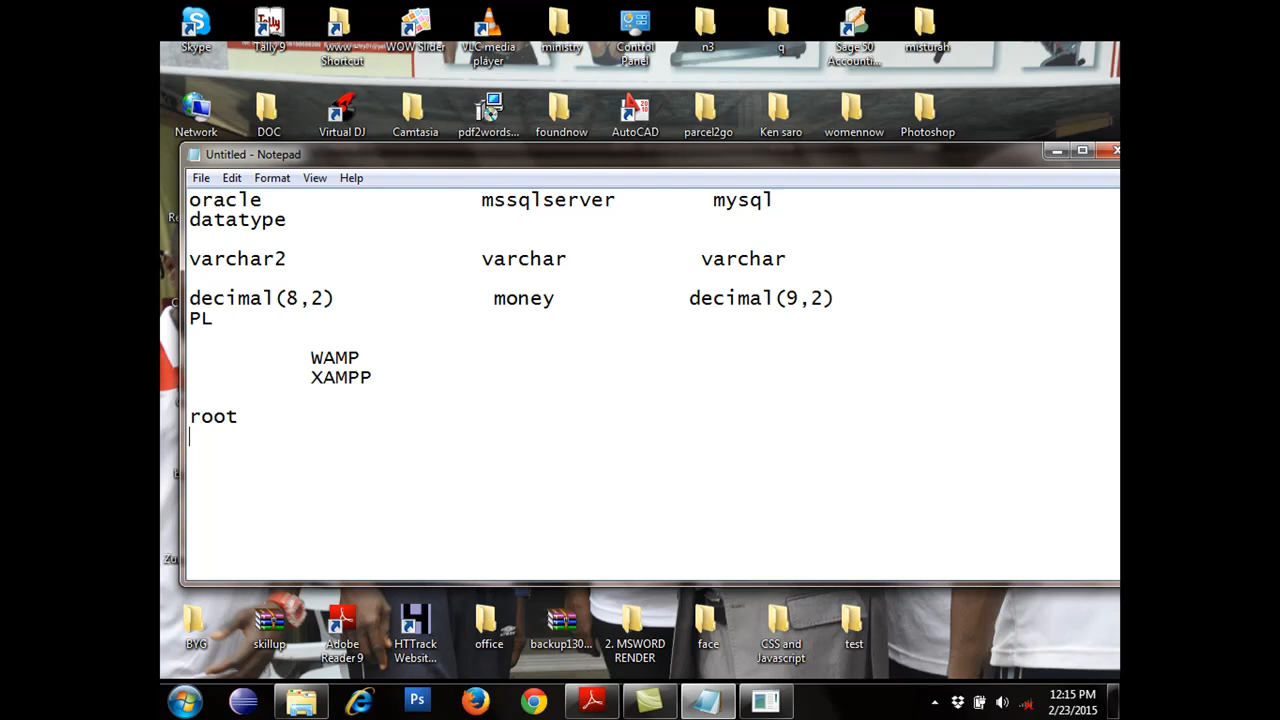 Skype Tally 9 www Shortcut WOW Slider VLC media player ministry Control Panel n3 q Sage 50 Accounti... misturah
Network DOC Virtual DJ Camtasia pdf2words... foundnow AutoCAD parcel2go Ken saro womennow Photoshop
Untitled - Notepad
File Edit Format View Help
oracle mssqlserver mysql
datatype
varchar2 varchar varchar
decimal(8,2) money decimal(9,2)
PL
WAMP
XAMPP
root
BYG skillup Adobe Reader 9 HTTrack Websit... office backup130... 2. MSWORD RENDER face CSS and Javascript test
Ps
12:15 PM
2/23/2015